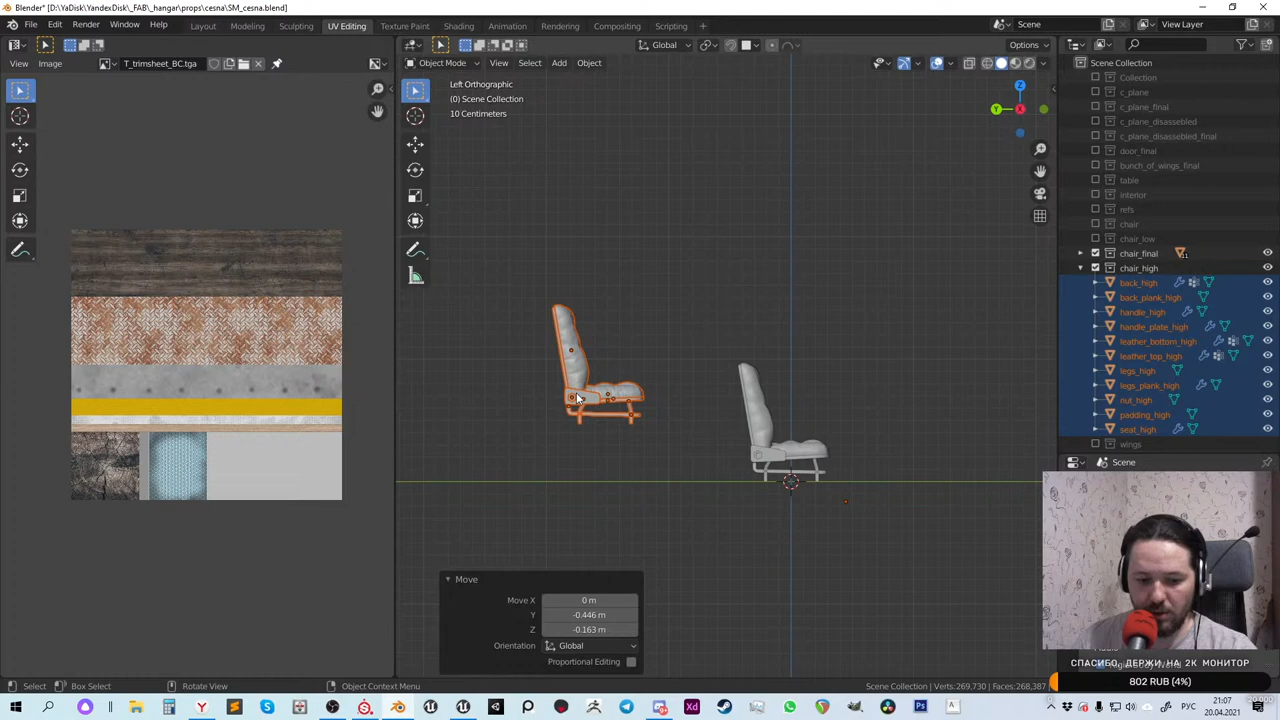 Blender* [D:\YaDisk\YandexDisk\_FAB\_hangar\props\cesna\SM_cesna.blend]
File Edit Render Window Help Layout Modeling Sculpting UV Editing Texture Paint Shading Animation Rendering Compositing Scripting Scene View Layer
Global Options
View Image T_trimsheet_BC.tga Object Mode View Select Add Object
Left Orthographic
(0) Scene Collection
10 Centimeters
Z
Y
X
Scene Collection
Collection
c_plane
c_plane_final
c_plane_disassebled
c_plane_disassebled_final
door_final
bunch_of_wings_final
table
interior
refs
chair
chair_low
chair_final
chair_high
back_high
back_plank_high
handle_high
handle_plate_high
leather_bottom_high
leather_top_high
legs_high
legs_plank_high
nut_high
padding_high
seat_high
wings
Scene
Move
Move X 0 m
Y -0.446 m
Z -0.163 m
Orientation Global
Proportional Editing
СПАСИБО, ДЕРЖИ НА 2К МОНИТОР
802 RUB (4%)
Select Box Select Rotate View Object Context Menu Scene Collection | Verts:269,730 | Faces:268,387
21:07
20.04.2021